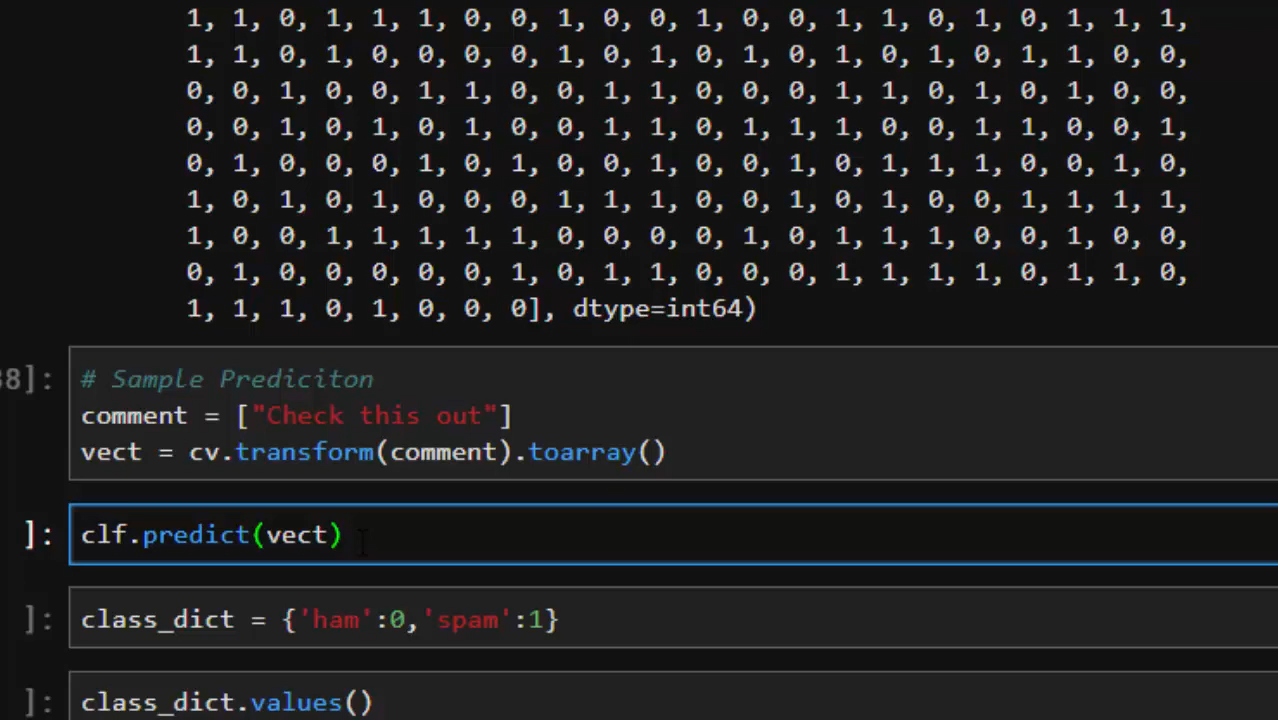 1, 1, 0, 1, 1, 1, 0, 0, 1, 0, 0, 1, 0, 0, 1, 1, 0, 1, 0, 1, 1, 1,
1, 1, 0, 1, 0, 0, 0, 0, 1, 0, 1, 0, 1, 0, 1, 0, 1, 0, 1, 1, 0, 0,
0, 0, 1, 0, 0, 1, 1, 0, 0, 1, 1, 0, 0, 0, 1, 1, 0, 1, 0, 1, 0, 0,
0, 0, 1, 0, 1, 0, 1, 0, 0, 1, 1, 0, 1, 1, 1, 0, 0, 1, 1, 0, 0, 1,
0, 1, 0, 0, 0, 1, 0, 1, 0, 0, 1, 0, 0, 1, 0, 1, 1, 1, 0, 0, 1, 0,
1, 0, 1, 0, 1, 0, 0, 0, 1, 1, 1, 0, 0, 1, 0, 1, 0, 0, 1, 1, 1, 1,
1, 0, 0, 1, 1, 1, 1, 1, 0, 0, 0, 0, 1, 0, 1, 1, 1, 0, 0, 1, 0, 0,
0, 1, 0, 0, 0, 0, 0, 1, 0, 1, 1, 0, 0, 0, 1, 1, 1, 1, 0, 1, 1, 0,
1, 1, 1, 0, 1, 0, 0, 0], dtype=int64)
38]: # Sample Prediciton
comment = ["Check this out"]
vect = cv.transform(comment).toarray()
]: clf.predict(vect)
]: class_dict = {'ham':0,'spam':1}
]: class_dict.values()